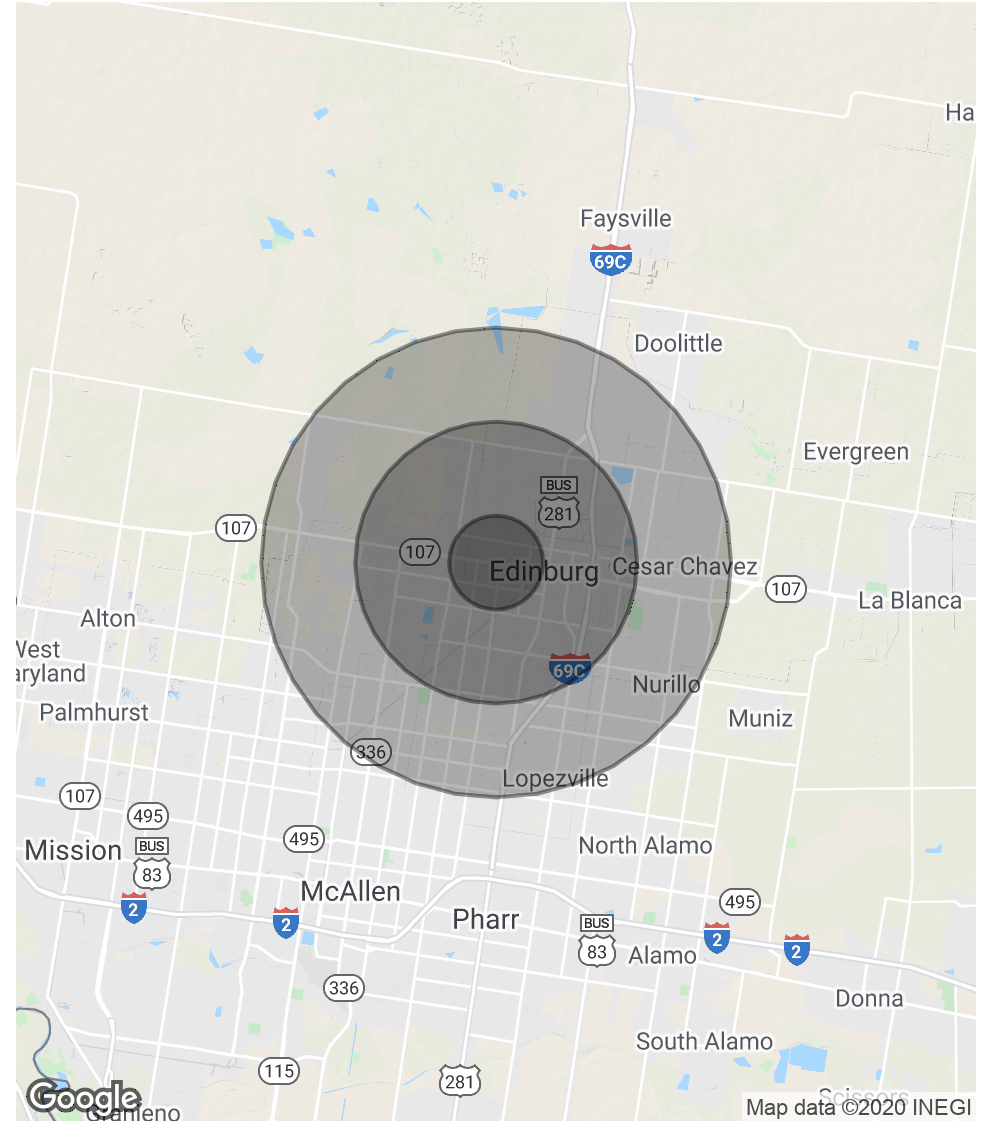 Ha
Faysville
69C
Doolittle
Evergreen
BUS
281
107
107
Edinburg
Cesar Chavez
107
La Blanca
Alton
West
aryland
69C
Nurillo
Palmhurst
Muniz
336
Lopezville
107
495
495
North Alamo
Mission
BUS
83
McAllen
495
2
2
Pharr
BUS
83
2
2
Alamo
336
Donna
South Alamo
115
281
Scissors
Google
Granjeno
Map data ©2020 INEGI